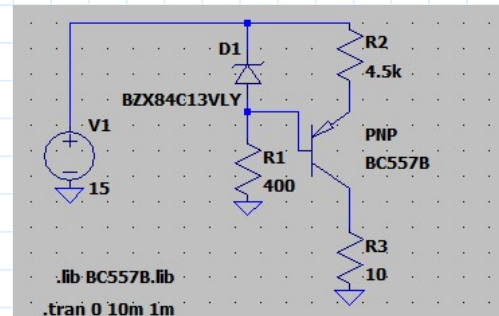 R2
D1
4.5k
BZX84C13VLY
V1
PNP
R1
BC557B
15
400
R3
10
.lib BC557B.lib
.tran 0 10m 1m